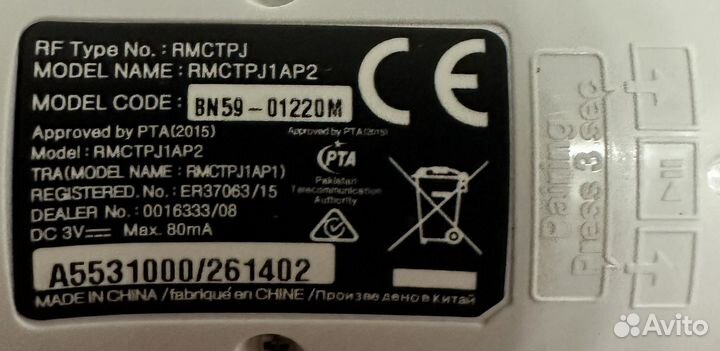 RF Type No. : RMCTPJ
MODEL NAME : RMCTPJ1AP2
MODEL CODE : BN59-01220M
Approved by PTA(2015)
Model : RMCTPJ1AP2
TRA(MODEL NAME : RMCTPJ1AP1)
REGISTERED. No. : ER37063/15
DEALER No. : 0016333/08
DC 3V Max. 80mA
A5531000/261402
MADE IN CHINA / fabriqué en CHINE / Произведено в Китай
CE
Approved by PTA(2015)
PTA
Pakistan
Telecommunication
Authority
Pairing
Press 3 sec
Avito